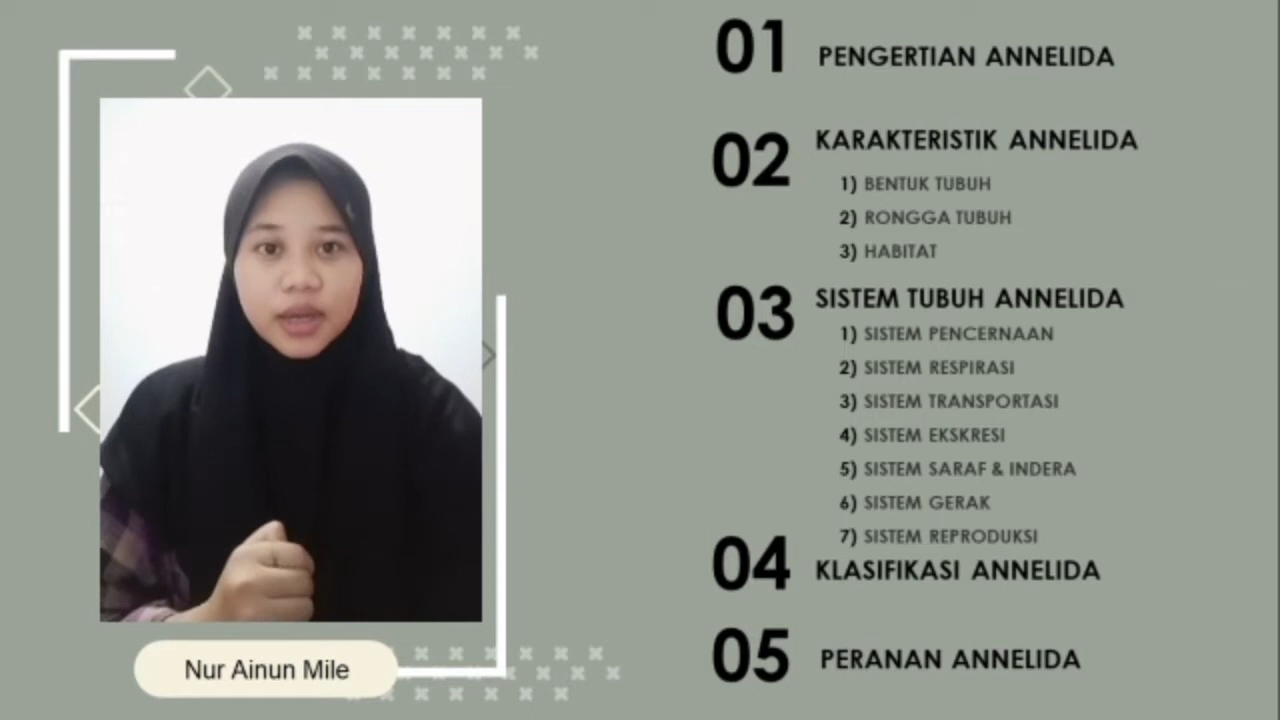 01 PENGERTIAN ANNELIDA
02 KARAKTERISTIK ANNELIDA
1) BENTUK TUBUH
2) RONGGA TUBUH
3) HABITAT
03 SISTEM TUBUH ANNELIDA
1) SISTEM PENCERNAAN
2) SISTEM RESPIRASI
3) SISTEM TRANSPORTASI
4) SISTEM EKSKRESI
5) SISTEM SARAF & INDERA
6) SISTEM GERAK
7) SISTEM REPRODUKSI
04 KLASIFIKASI ANNELIDA
05 PERANAN ANNELIDA
Nur Ainun Mile